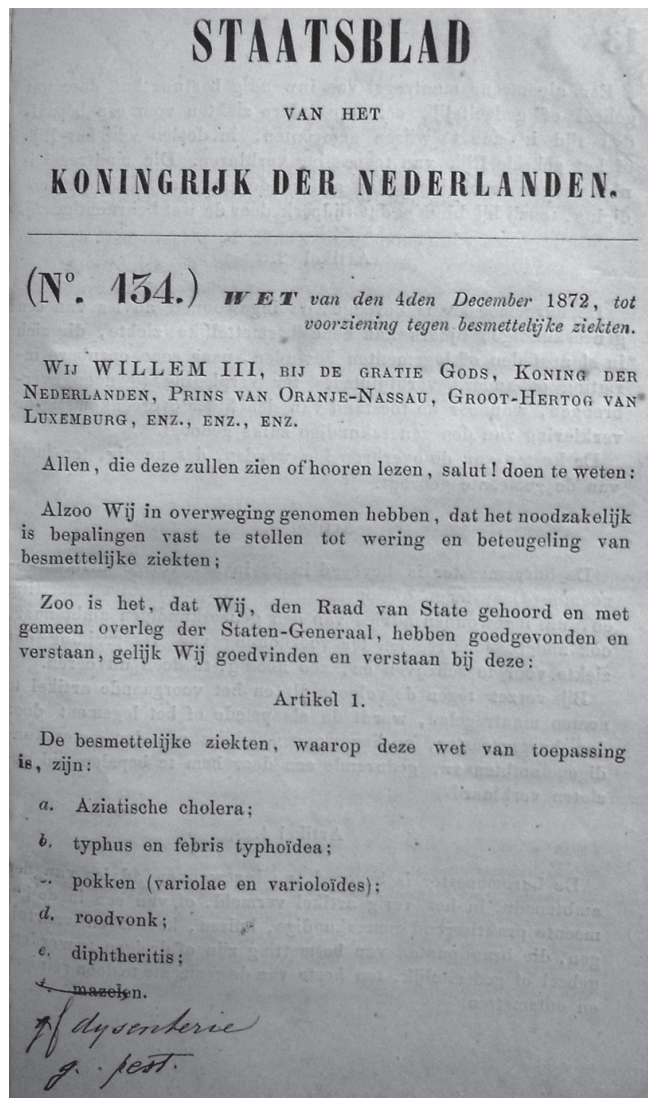 STAATSBLAD
VAN HET
KONINGRIJK DER NEDERLANDEN.
(N°. 134.) WET van den 4den December 1872, tot
voorziening tegen besmettelijke ziekten.
WIJ WILLEM III, BIJ DE GRATIE GODS, KONING DER
NEDERLANDEN, PRINS VAN ORANJE-NASSAU, GROOT-HERTOG VAN
LUXEMBURG, ENZ., ENZ., ENZ.
Allen, die deze zullen zien of hooren lezen, salut! doen te weten:
Alzoo Wij in overweging genomen hebben, dat het noodzakelijk
is bepalingen vast te stellen tot wering en beteugeling van
besmettelijke ziekten;
Zoo is het, dat Wij, den Raad van State gehoord en met
gemeen overleg der Staten-Generaal, hebben goedgevonden en
verstaan, gelijk Wij goedvinden en verstaan bij deze:
Artikel 1.
De besmettelijke ziekten, waarop deze wet van toepassing
is, zijn:
a. Aziatische cholera;
b. typhus en febris typhoïdea;
c. pokken (variolae en varioloïdes);
d. roodvonk;
e. diphtheritis;
f. mazelen.
f dysenterie
g. pest.